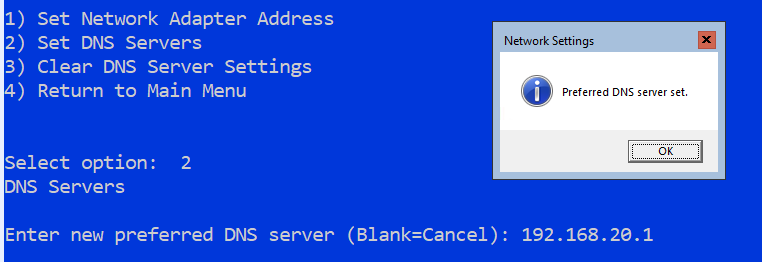 1) Set Network Adapter Address
2) Set DNS Servers
3) Clear DNS Server Settings
4) Return to Main Menu
Select option:  2
DNS Servers
Enter new preferred DNS server (Blank=Cancel): 192.168.20.1
Network Settings
Preferred DNS server set.
OK